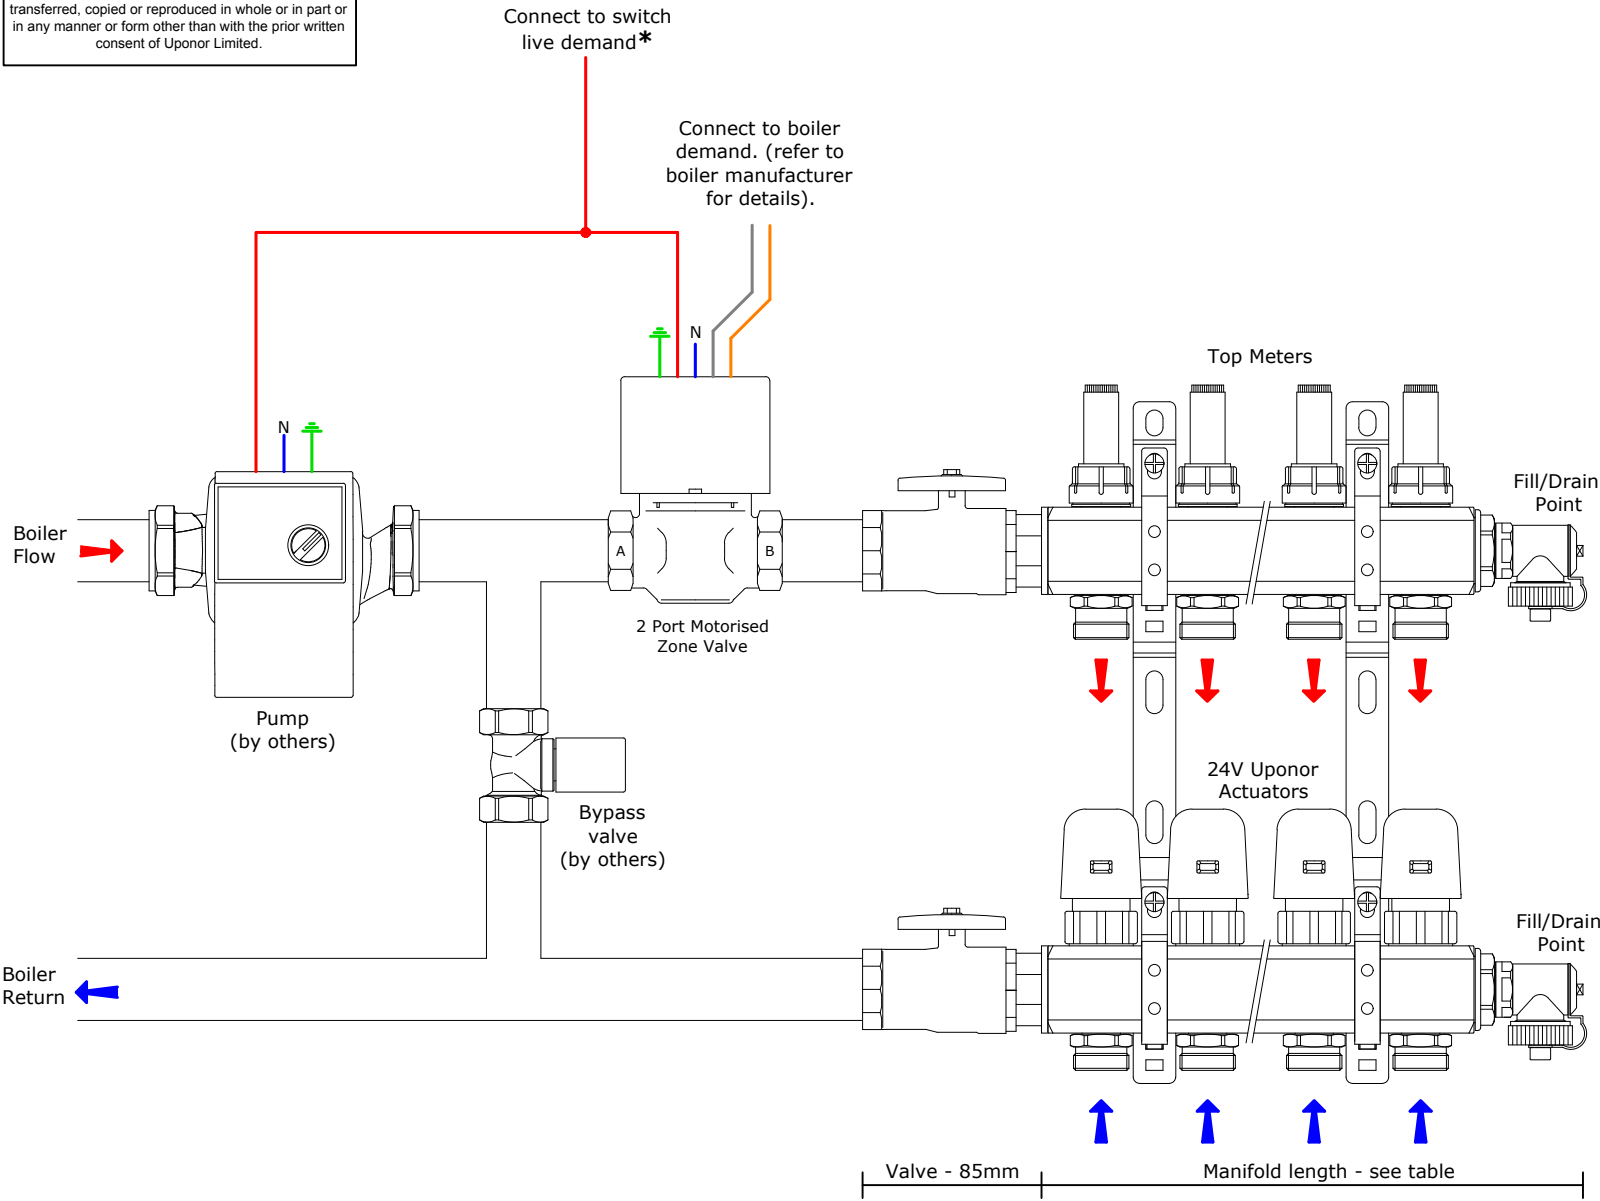 transferred, copied or reproduced in whole or in part or
in any manner or form other than with the prior written
consent of Uponor Limited.
Connect to switch
live demand*
Connect to boiler
demand. (refer to
boiler manufacturer
for details).
N
N
Top Meters
Fill/Drain
Point
Boiler
Flow
A
B
2 Port Motorised
Zone Valve
Pump
(by others)
24V Uponor
Actuators
Bypass
valve
(by others)
Fill/Drain
Point
Boiler
Return
Valve - 85mm
Manifold length - see table